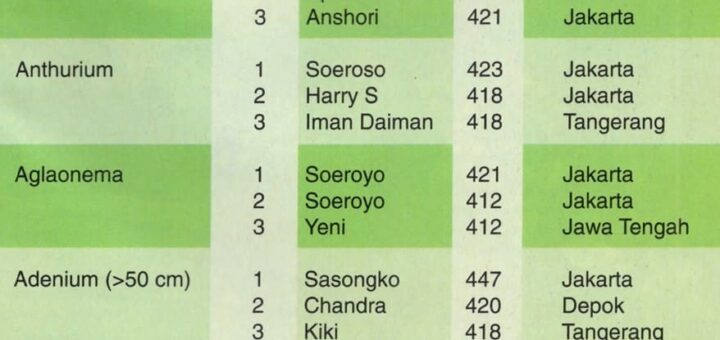 3 Anshori 421 Jakarta
Anthurium 1 Soeroso 423 Jakarta
2 Harry S 418 Jakarta
3 Iman Daiman 418 Tangerang
Aglaonema 1 Soeroyo 421 Jakarta
2 Soeroyo 412 Jakarta
3 Yeni 412 Jawa Tengah
Adenium (>50 cm) 1 Sasongko 447 Jakarta
2 Chandra 420 Depok
3 Kiki 418 Tangerang